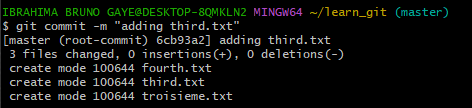 IBRAHIMA BRUNO GAYE@DESKTOP-8QMKLN2 MINGW64 ~/learn_git (master)
$ git commit -m "adding third.txt"
[master (root-commit) 6cb93a2] adding third.txt
 3 files changed, 0 insertions(+), 0 deletions(-)
 create mode 100644 fourth.txt
 create mode 100644 third.txt
 create mode 100644 troisieme.txt